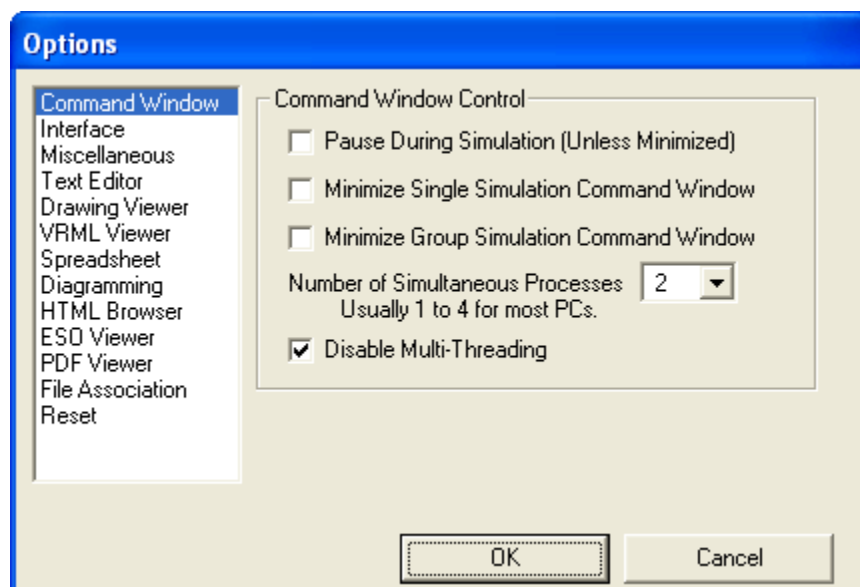 Options
Command Window
Interface
Miscellaneous
Text Editor
Drawing Viewer
VRML Viewer
Spreadsheet
Diagramming
HTML Browser
ESO Viewer
PDF Viewer
File Association
Reset
Command Window Control
Pause During Simulation (Unless Minimized)
Minimize Single Simulation Command Window
Minimize Group Simulation Command Window
Number of Simultaneous Processes 2
Usually 1 to 4 for most PCs.
Disable Multi-Threading
OK Cancel